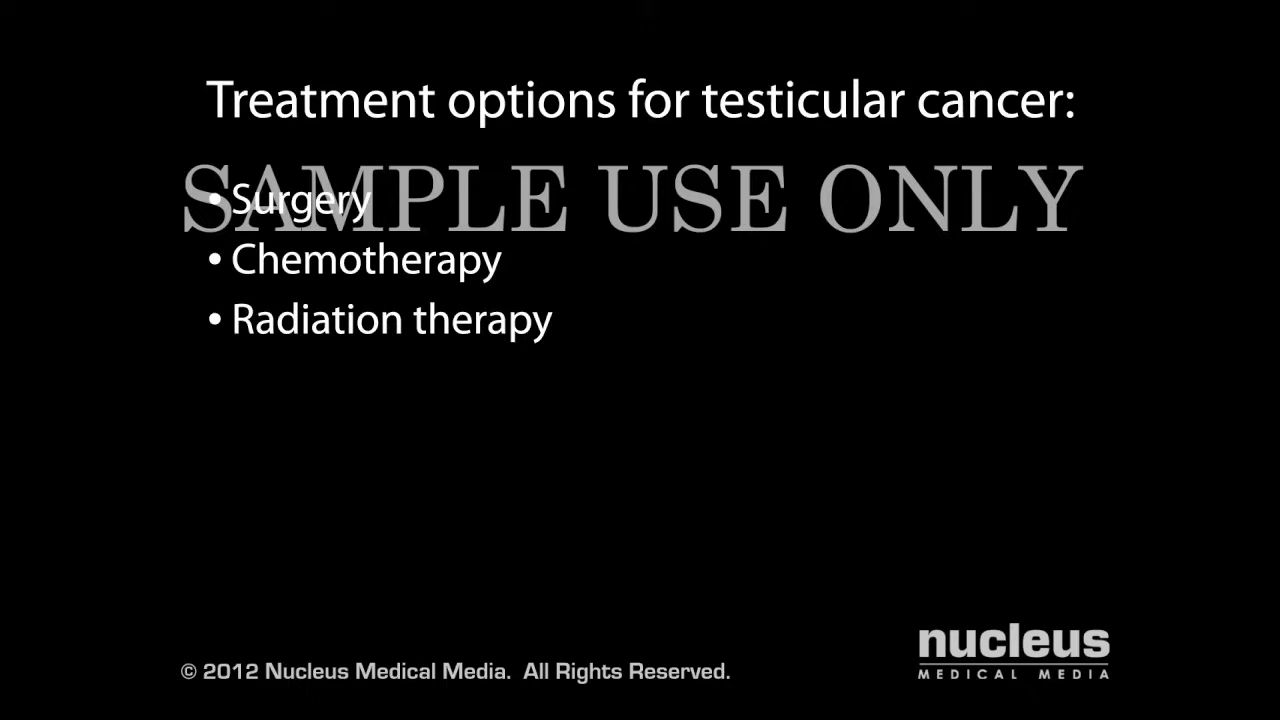 Treatment options for testicular cancer:
SAMPLE USE ONLY
• Surgery
• Chemotherapy
• Radiation therapy
nucleus
MEDICAL MEDIA
© 2012 Nucleus Medical Media. All Rights Reserved.